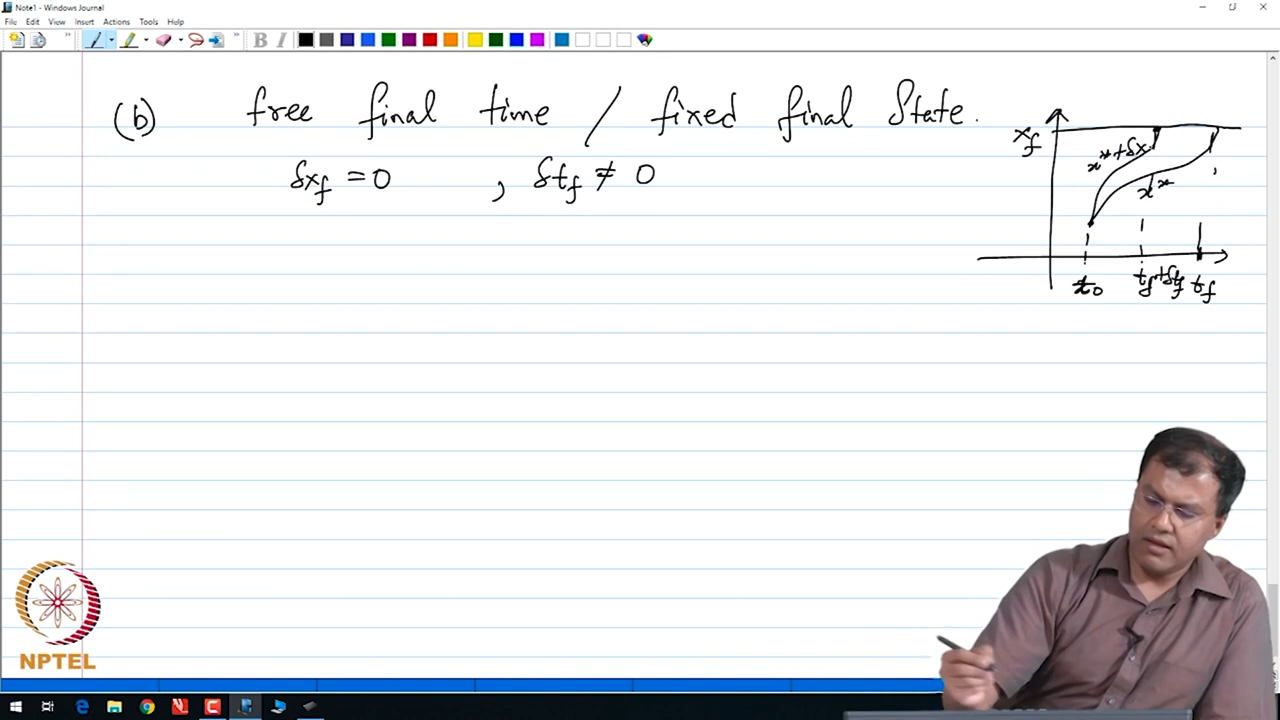 Note1 - Windows Journal
File Edit View Insert Actions Tools Help
B I
(b) free final time / fixed final state.
δx_f = 0 , δt_f ≠ 0
x_f
x* + δx
x*
t_0 t_f + δt_f t_f
NPTEL